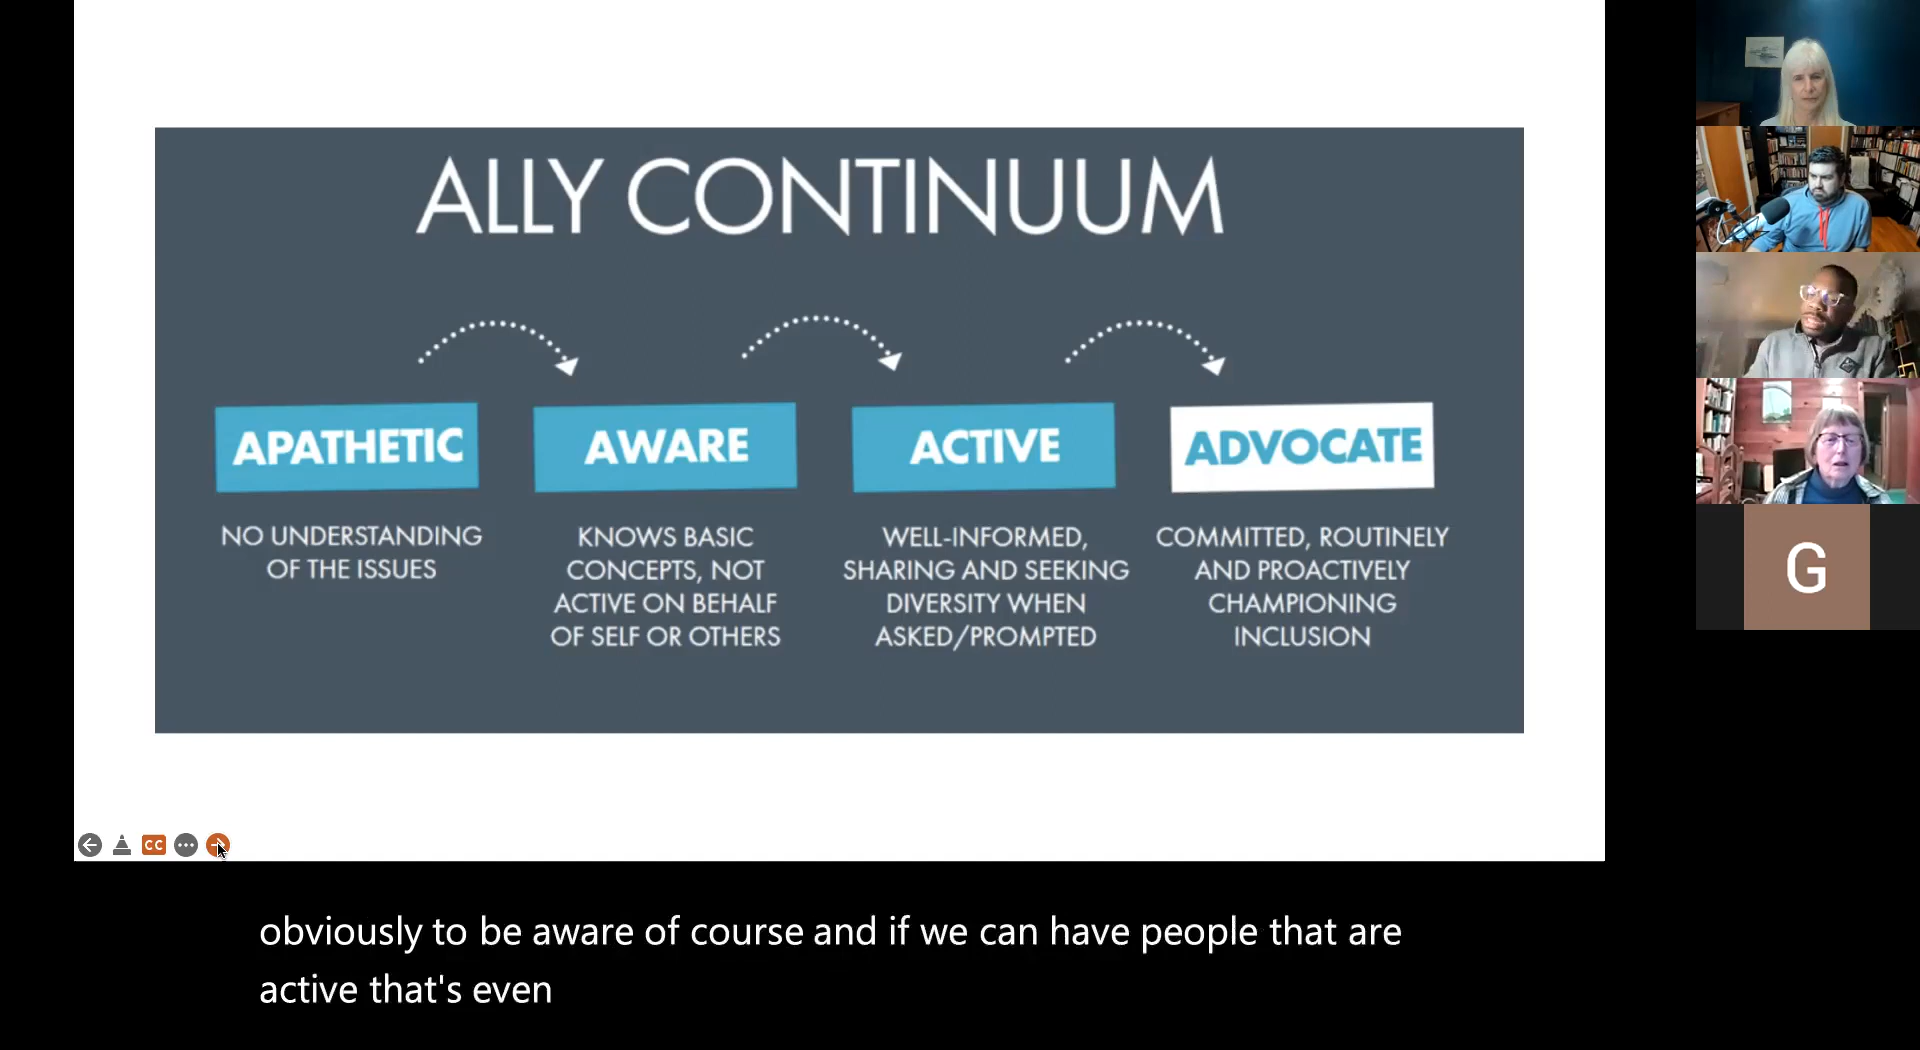 ALLY CONTINUUM
APATHETIC
NO UNDERSTANDING
OF THE ISSUES
AWARE
KNOWS BASIC
CONCEPTS, NOT
ACTIVE ON BEHALF
OF SELF OR OTHERS
ACTIVE
WELL-INFORMED,
SHARING AND SEEKING
DIVERSITY WHEN
ASKED/PROMPTED
ADVOCATE
COMMITTED, ROUTINELY
AND PROACTIVELY
CHAMPIONING
INCLUSION
CC
obviously to be aware of course and if we can have people that are
active that's even
G